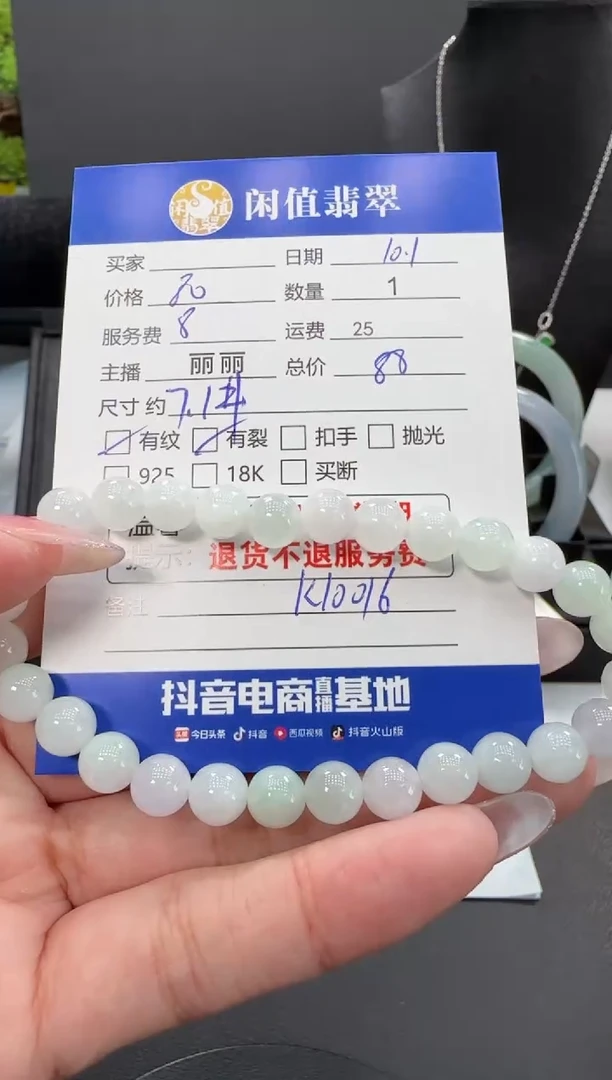 闲值翡翠
买家 日期 10.1
价格 80 数量 1
服务费 8 运费 25
主播 丽丽 总价 88
尺寸 约 7.1
有纹 有裂 扣手 抛光
925 18K 买断
提示: 退货不退服务费
备注 K10016
抖音电商直播基地
今日头条 抖音 西瓜视频 抖音火山版